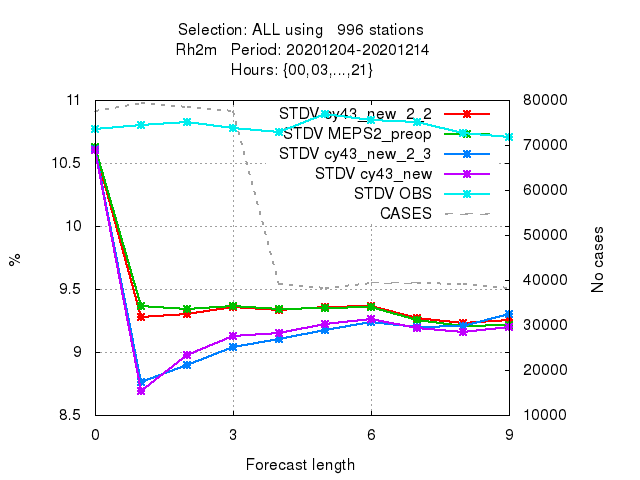 Selection: ALL using   996 stations
Rh2m   Period: 20201204-20201214
Hours: {00,03,...,21}
11
10.5
10
9.5
9
8.5
80000
70000
60000
50000
40000
30000
20000
10000
STDV cy43_new_2_2
STDV MEPS2_preop
STDV cy43_new_2_3
STDV cy43_new
STDV OBS
CASES
%
No cases
0 3 6 9
Forecast length